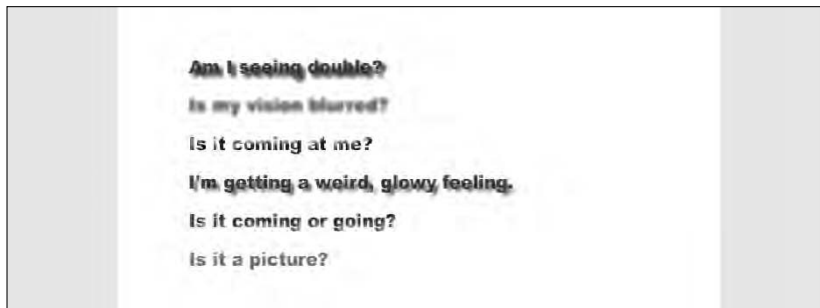 Am I seeing double?
Is my vision blurred?
Is it coming at me?
I'm getting a weird, glowy feeling.
Is it coming or going?
Is it a picture?